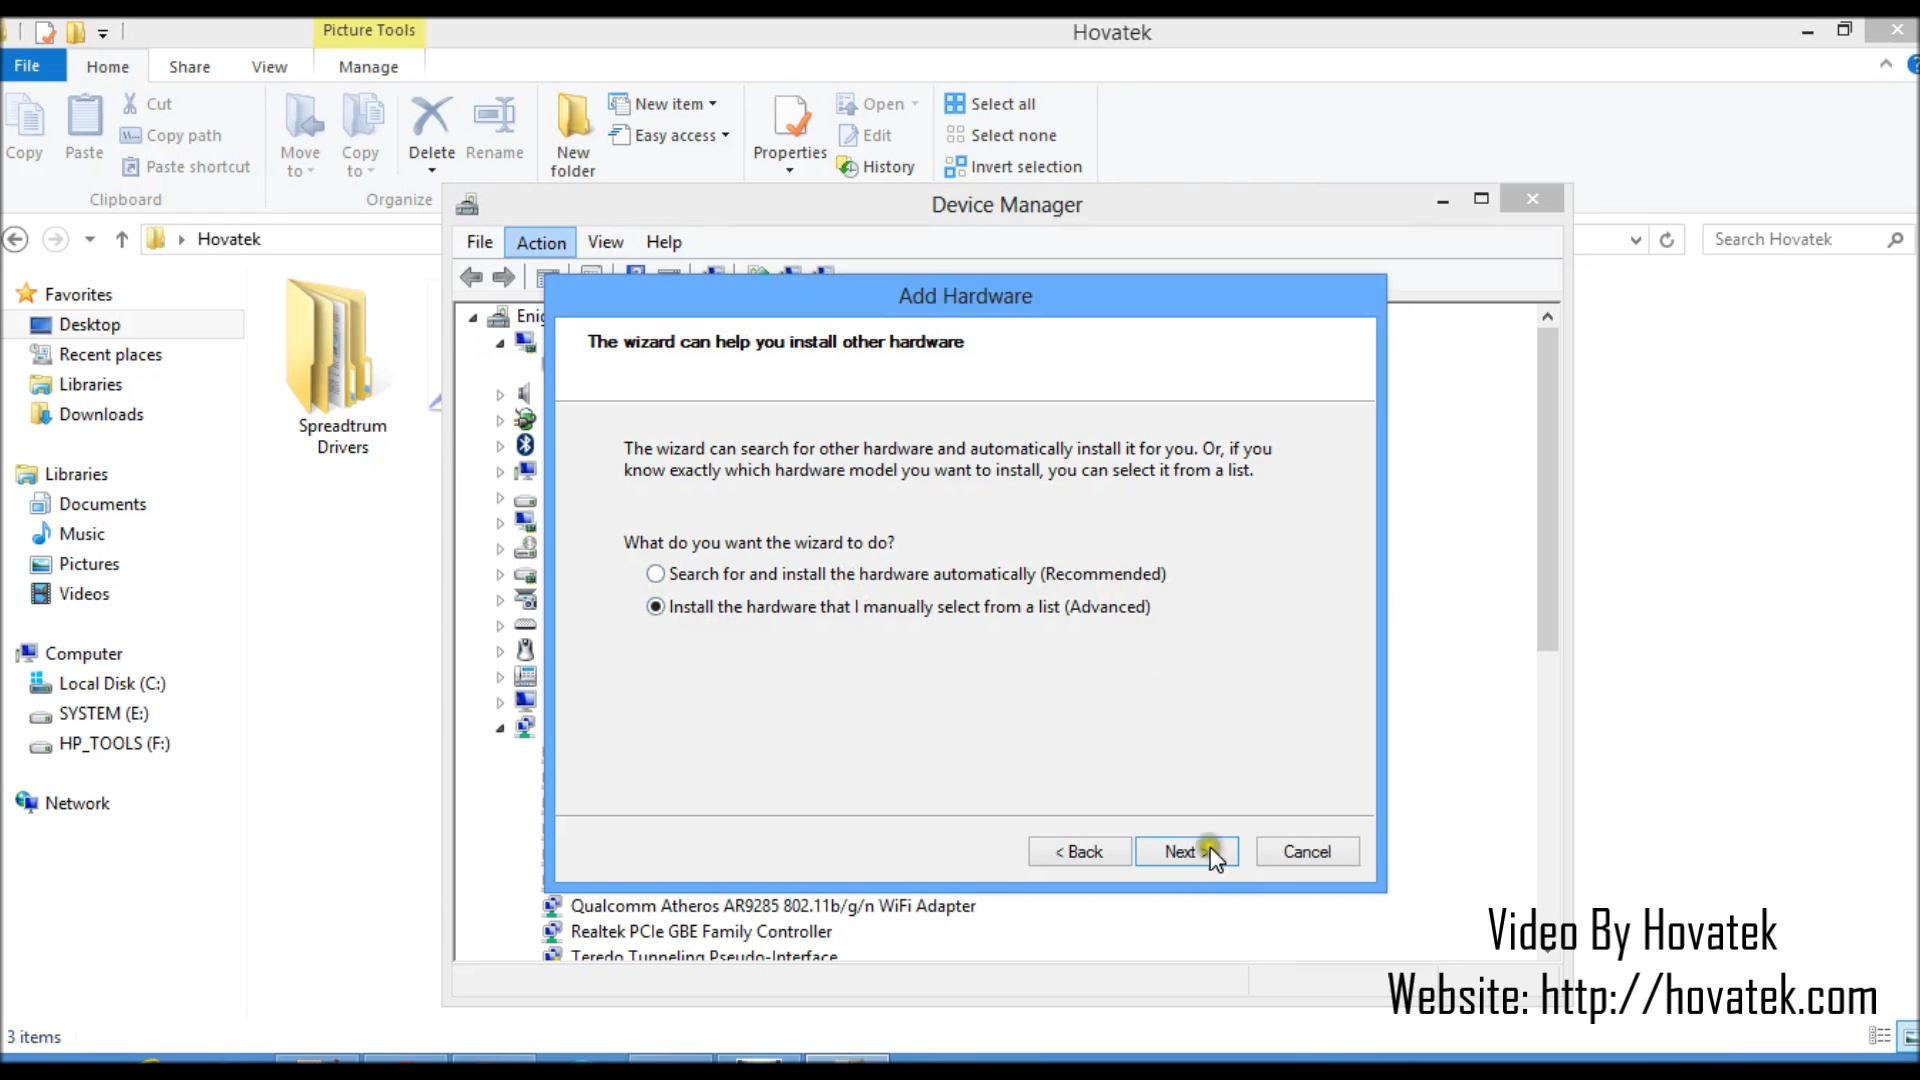 Picture Tools
Hovatek
File
Home
Share
View
Manage
Copy
Paste
Cut
Copy path
Paste shortcut
Clipboard
Move to
Copy to
Delete
Rename
Organize
New folder
New item
Easy access
Properties
Open
Edit
History
Select all
Select none
Invert selection
Hovatek
Search Hovatek
Favorites
Desktop
Recent places
Libraries
Downloads
Libraries
Documents
Music
Pictures
Videos
Computer
Local Disk (C:)
SYSTEM (E:)
HP_TOOLS (F:)
Network
Spreadtrum
Drivers
3 items
Device Manager
File
Action
View
Help
Add Hardware
The wizard can help you install other hardware
The wizard can search for other hardware and automatically install it for you. Or, if you
know exactly which hardware model you want to install, you can select it from a list.
What do you want the wizard to do?
Search for and install the hardware automatically (Recommended)
Install the hardware that I manually select from a list (Advanced)
< Back
Next
Cancel
Qualcomm Atheros AR9285 802.11b/g/n WiFi Adapter
Realtek PCIe GBE Family Controller
Teredo Tunneling Pseudo-Interface
Video By Hovatek
Website: http://hovatek.com